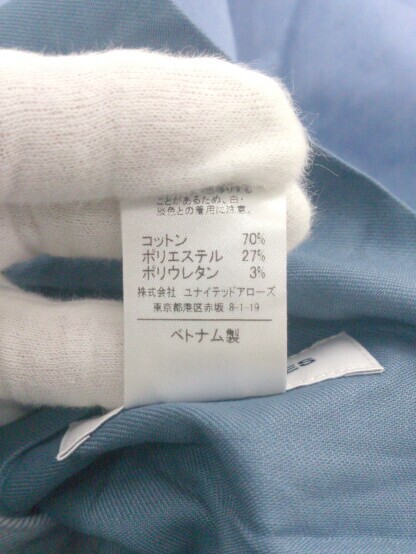 ことがあるため、白・
淡色との着用に注意。
コットン 70%
ポリエステル 27%
ポリウレタン 3%
株式会社 ユナイテッドアローズ
東京都港区赤坂 8-1-19
ベトナム製
ES